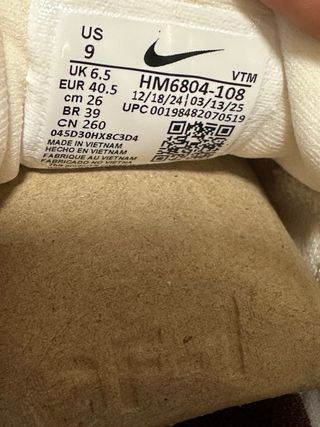 US
9
UK 6.5
EUR 40.5
cm 26
BR 39
CN 260
VTM
HM6804-108
12/18/24 03/13/25
UPC 00198482070519
045D30HX8C3D4
MADE IN VIETNAM
HECHO EN VIETNAM
FABRIQUE AU VIETNAM
FABRICADO NO VIETNA